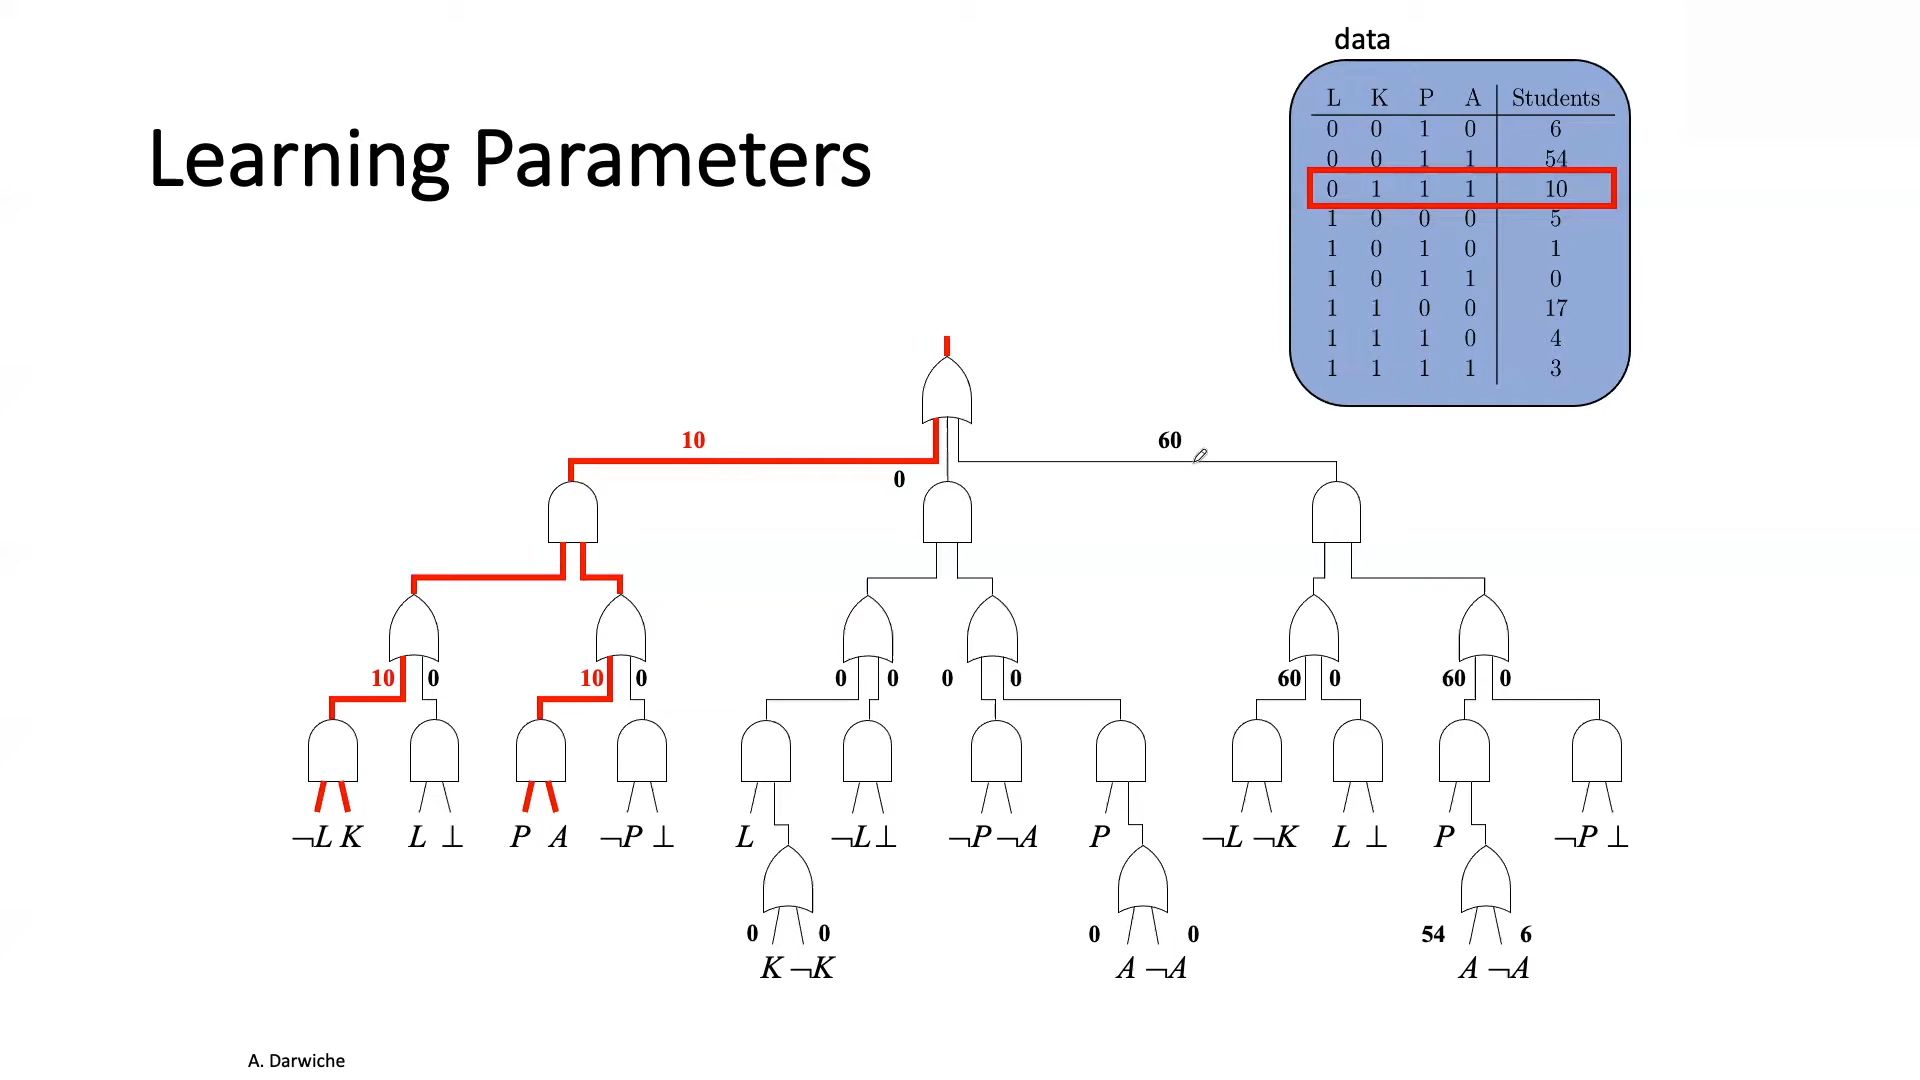 data
L K P A Students
0 0 1 0 6
0 0 1 1 54
0 1 1 1 10
1 0 0 0 5
1 0 1 0 1
1 0 1 1 0
1 1 0 0 17
1 1 1 0 4
1 1 1 1 3
Learning Parameters
10 60
0
10 0 10 0 0 0 0 0 60 0 60 0
¬L K L ⊥ P A ¬P ⊥ L ¬L⊥ ¬P¬A P ¬L ¬K L ⊥ P ¬P ⊥
0 0 0 0 54 6
K ¬K A ¬A A ¬A
A. Darwiche